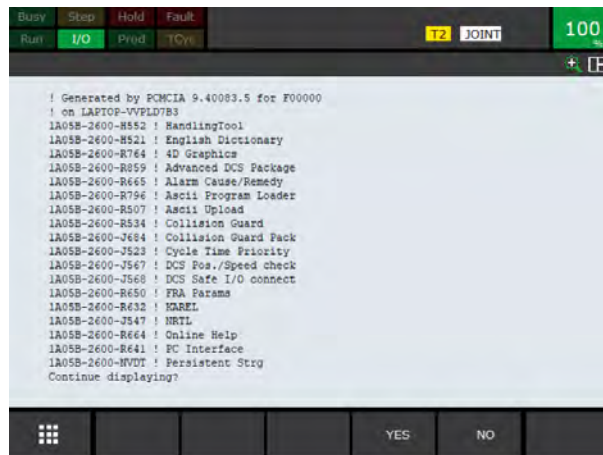 Busy Step Hold Fault
Run I/O Prod TCyc
T2 JOINT
100
%
! Generated by PCMCIA 9.40083.5 for F00000
! on LAPTOP-VVPLD7B3
1A05B-2600-H552 ! HandlingTool
1A05B-2600-H521 ! English Dictionary
1A05B-2600-R764 ! 4D Graphics
1A05B-2600-R859 ! Advanced DCS Package
1A05B-2600-R665 ! Alarm Cause/Remedy
1A05B-2600-R796 ! Ascii Program Loader
1A05B-2600-R507 ! Ascii Upload
1A05B-2600-R534 ! Collision Guard
1A05B-2600-J684 ! Collision Guard Pack
1A05B-2600-J523 ! Cycle Time Priority
1A05B-2600-J567 ! DCS Pos./Speed check
1A05B-2600-J568 ! DCS Safe I/O connect
1A05B-2600-R650 ! FRA Params
1A05B-2600-R632 ! KAREL
1A05B-2600-J547 ! NRTL
1A05B-2600-R664 ! Online Help
1A05B-2600-R641 ! PC Interface
1A05B-2600-NVDT ! Persistent Strg
Continue displaying?
YES NO